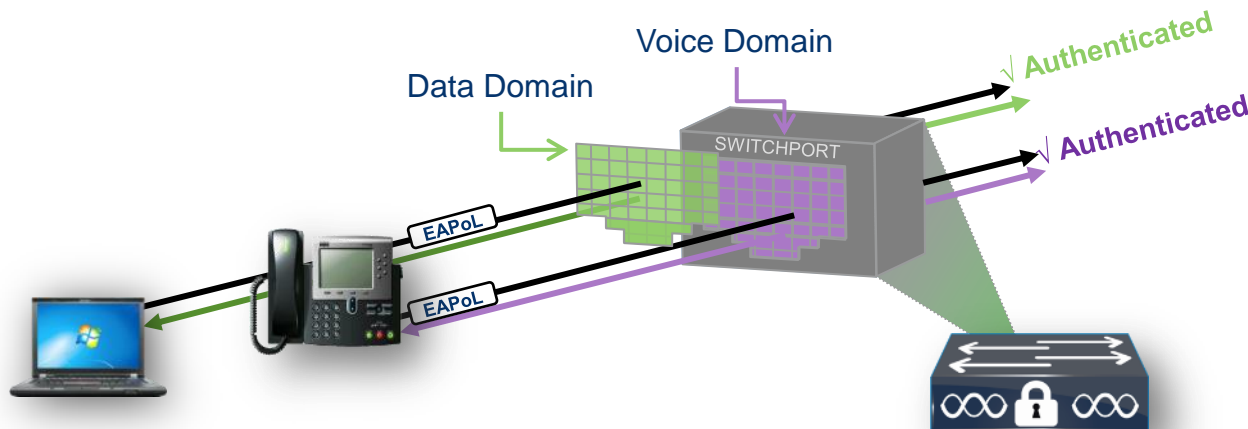 Voice Domain
√ Authenticated
Data Domain
SWITCHPORT
√ Authenticated
EAPoL
EAPoL